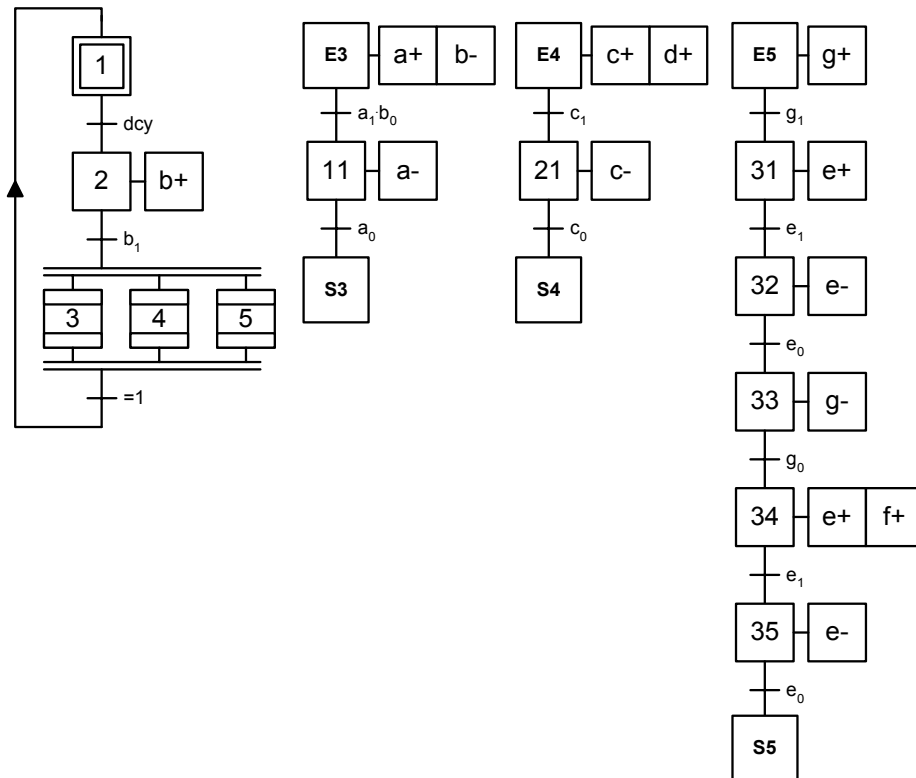 1
dcy
2 b+
b₁
3 4 5
=1
E3 a+ b-
a₁·b₀
11 a-
a₀
S3
E4 c+ d+
c₁
21 c-
c₀
S4
E5 g+
g₁
31 e+
e₁
32 e-
e₀
33 g-
g₀
34 e+ f+
e₁
35 e-
e₀
S5